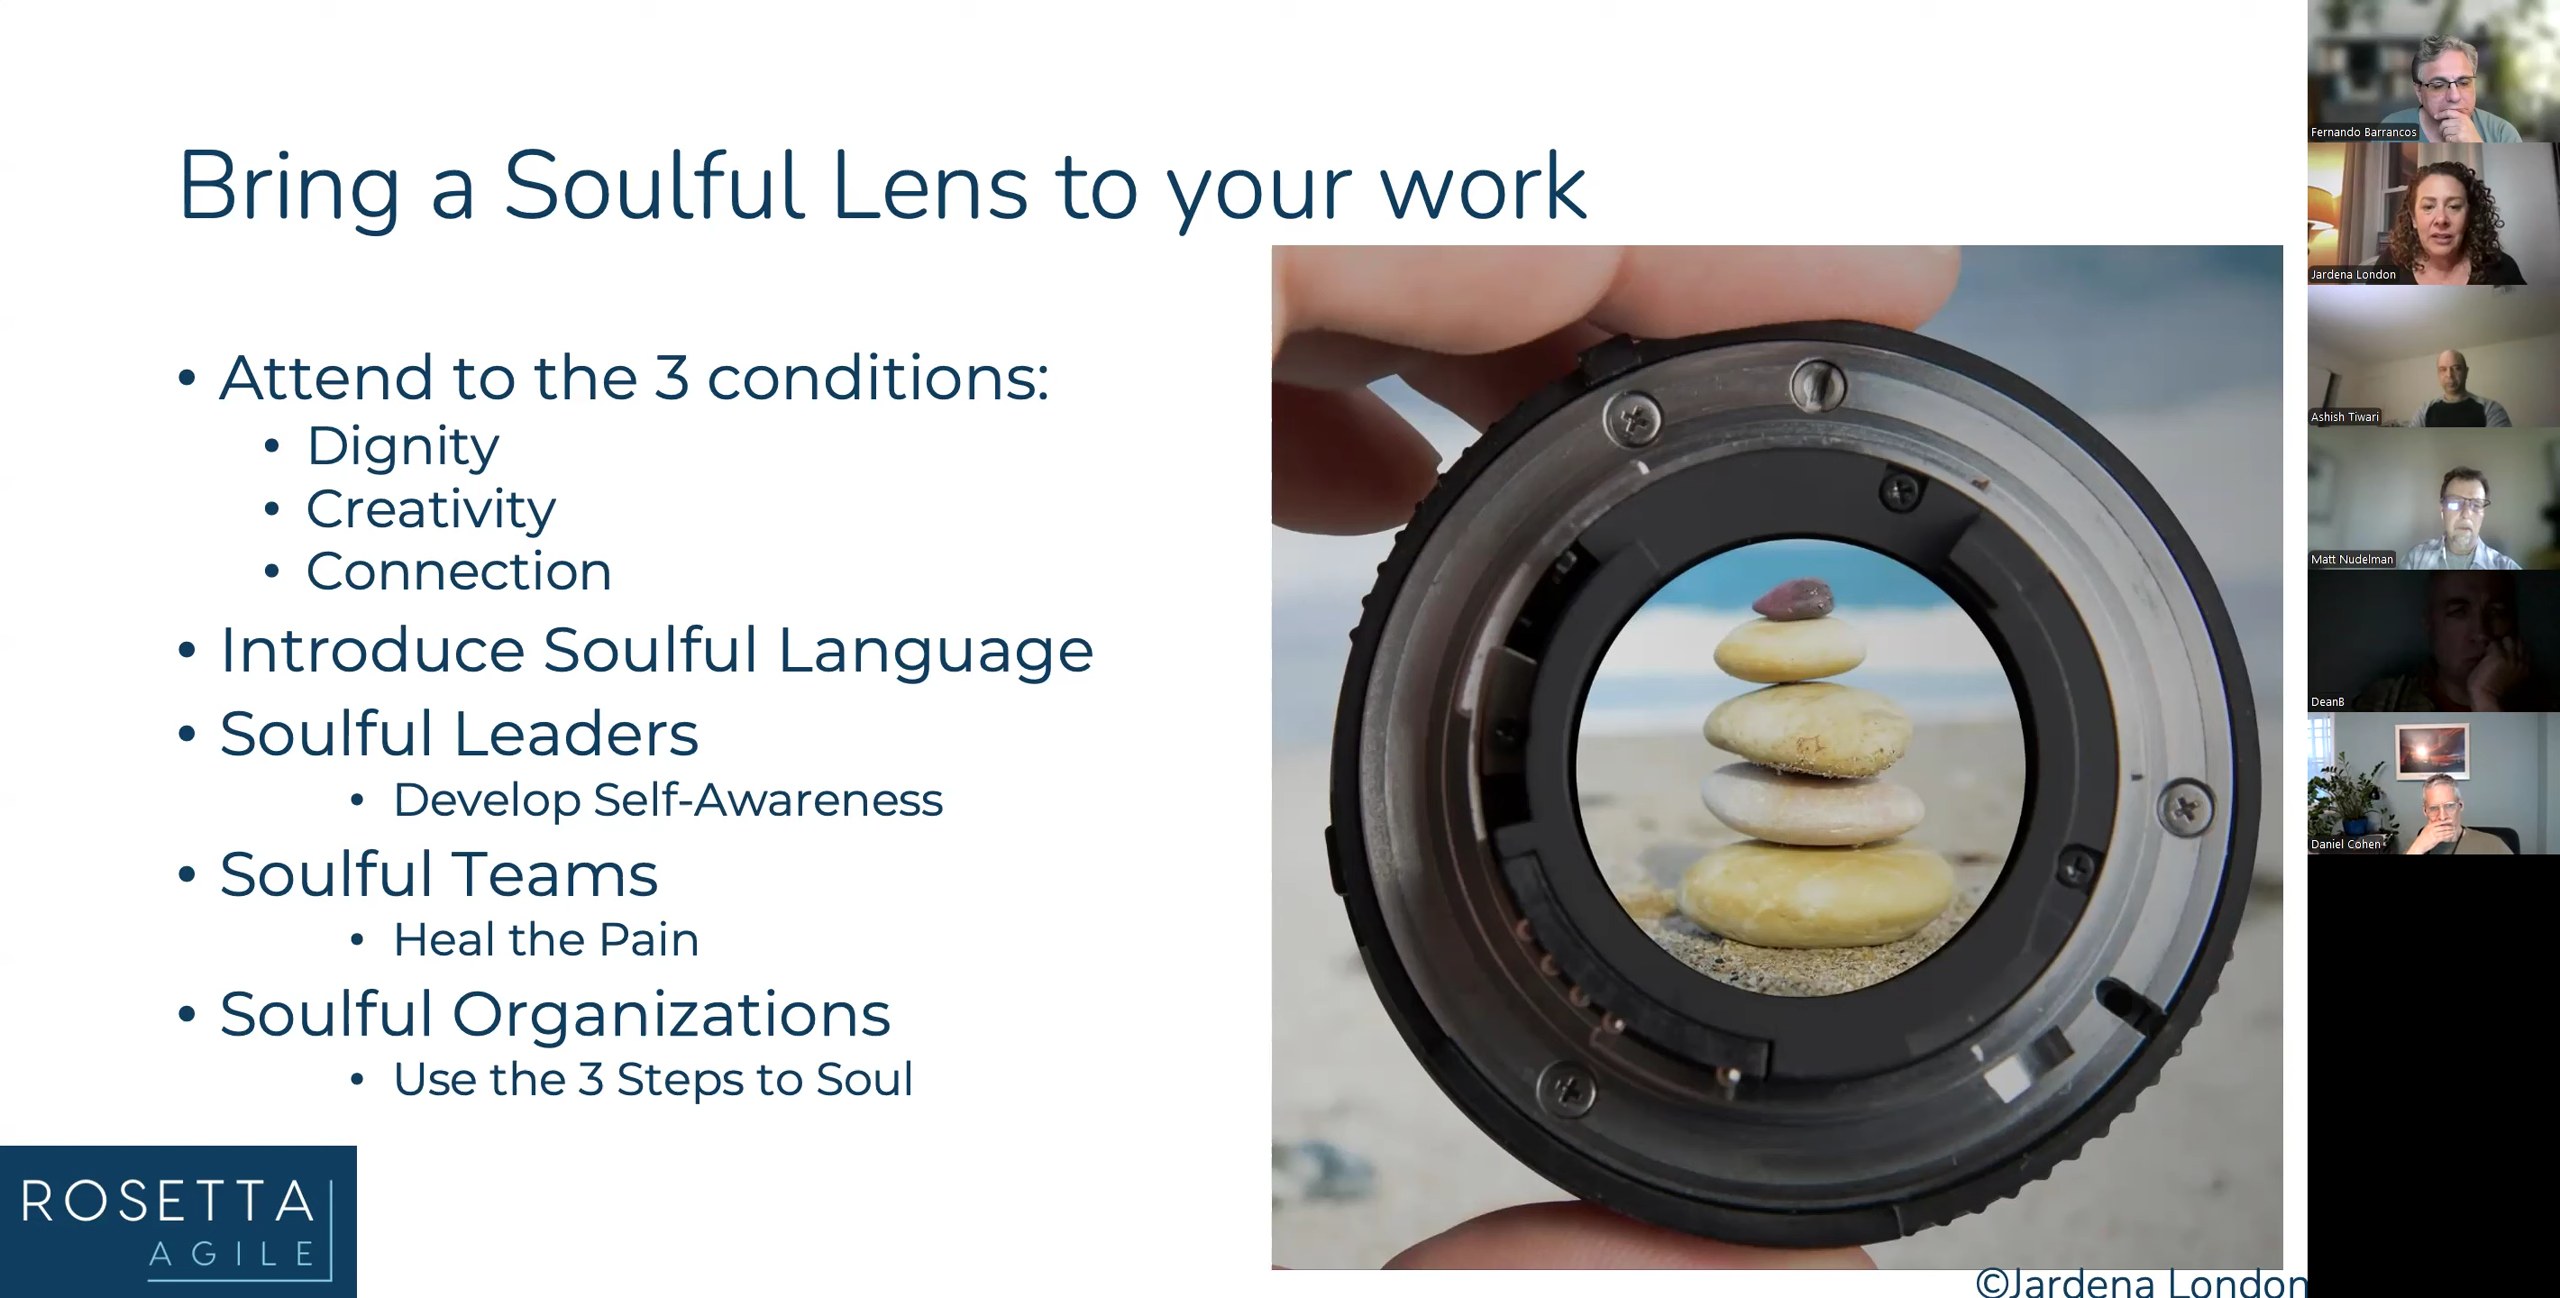 Bring a Soulful Lens to your work
• Attend to the 3 conditions:
• Dignity
• Creativity
• Connection
• Introduce Soulful Language
• Soulful Leaders
• Develop Self-Awareness
• Soulful Teams
• Heal the Pain
• Soulful Organizations
• Use the 3 Steps to Soul
ROSETTA
AGILE
©Jardena London
Fernando Barrancos
Jardena London
Ashish Tiwari
Matt Nudelman
DeanB
Daniel Cohen